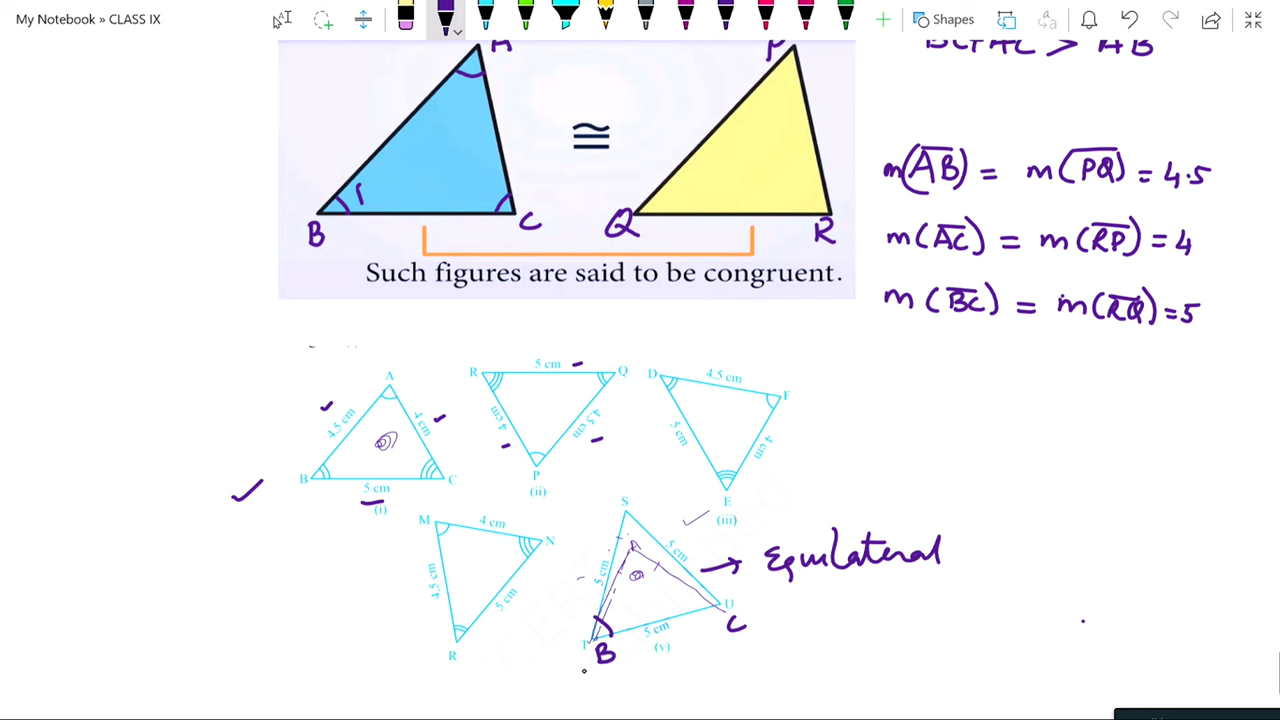 My Notebook » CLASS IX
Shapes
BC+AC > AB
A
P
≅
B
C
Q
R
Such figures are said to be congruent.
m(AB) = m(PQ) = 4.5
m(AC) = m(RP) = 4
m(BC) = m(RQ) = 5
A
4.5 cm
4 cm
B
C
5 cm
(i)
R
5 cm
Q
4 cm
4.5 cm
P
(ii)
D
4.5 cm
F
5 cm
4 cm
E
(iii)
M
4 cm
N
4.5 cm
5 cm
R
S
A
5 cm
5 cm
U
C
T
B
5 cm
(v)
→ Equilateral